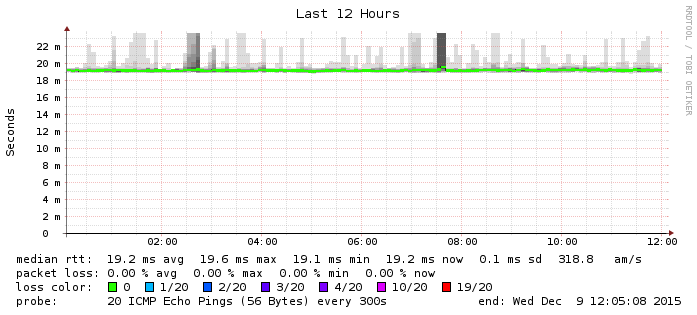 Last 12 Hours
RRDTOOL / TOBI OETIKER
Seconds
22 m
20 m
18 m
16 m
14 m
12 m
10 m
8 m
6 m
4 m
2 m
0
02:00 04:00 06:00 08:00 10:00 12:00
median rtt: 19.2 ms avg 19.6 ms max 19.1 ms min 19.2 ms now 0.1 ms sd 318.8 am/s
packet loss: 0.00 % avg 0.00 % max 0.00 % min 0.00 % now
loss color: 0 1/20 2/20 3/20 4/20 10/20 19/20
probe: 20 ICMP Echo Pings (56 Bytes) every 300s end: Wed Dec 9 12:05:08 2015